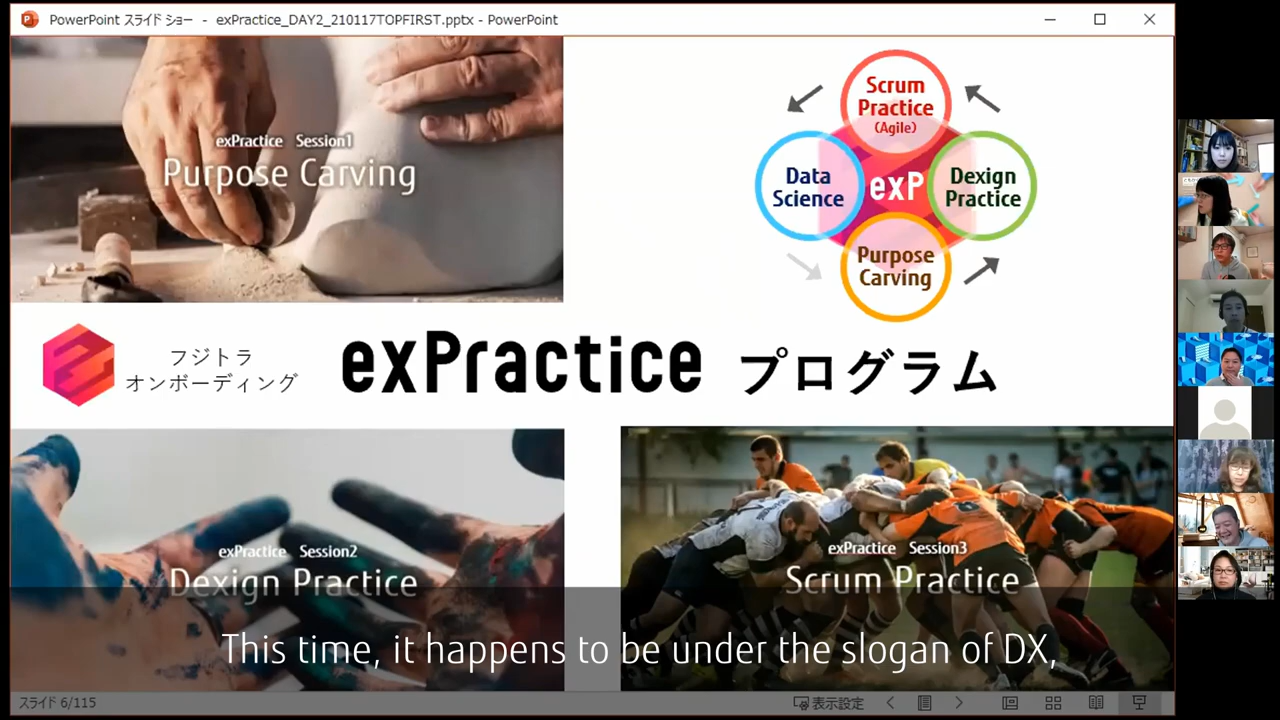 PowerPoint スライド ショー - exPractice_DAY2_210117TOPFIRST.pptx - PowerPoint
exPractice Session1
Purpose Carving
Scrum
Practice
(Agile)
Data
Science
exP
Dexign
Practice
Purpose
Carving
フジトラ
オンボーディング
exPractice プログラム
exPractice Session2
Dexign Practice
exPractice Session3
Scrum Practice
This time, it happens to be under the slogan of DX,
スライド 6/115
表示設定